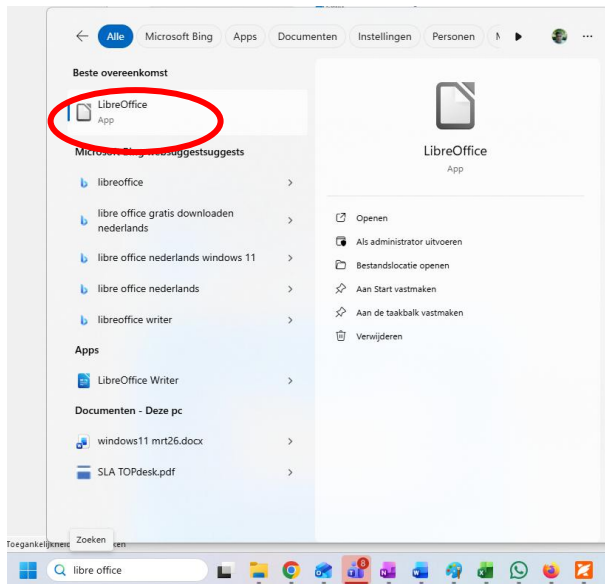 Alle Microsoft Bing Apps Documenten Instellingen Personen
Beste overeenkomst
LibreOffice
App
Microsoft Bing-websuggestsuggests
libreoffice
libre office gratis downloaden
nederlands
libre office nederlands windows 11
libre office nederlands
libreoffice writer
Apps
LibreOffice Writer
Documenten - Deze pc
windows11 mrt26.docx
SLA TOPdesk.pdf
LibreOffice
App
Openen
Als administrator uitvoeren
Bestandslocatie openen
Aan Start vastmaken
Aan de taakbalk vastmaken
Verwijderen
Zoeken
libre office
8